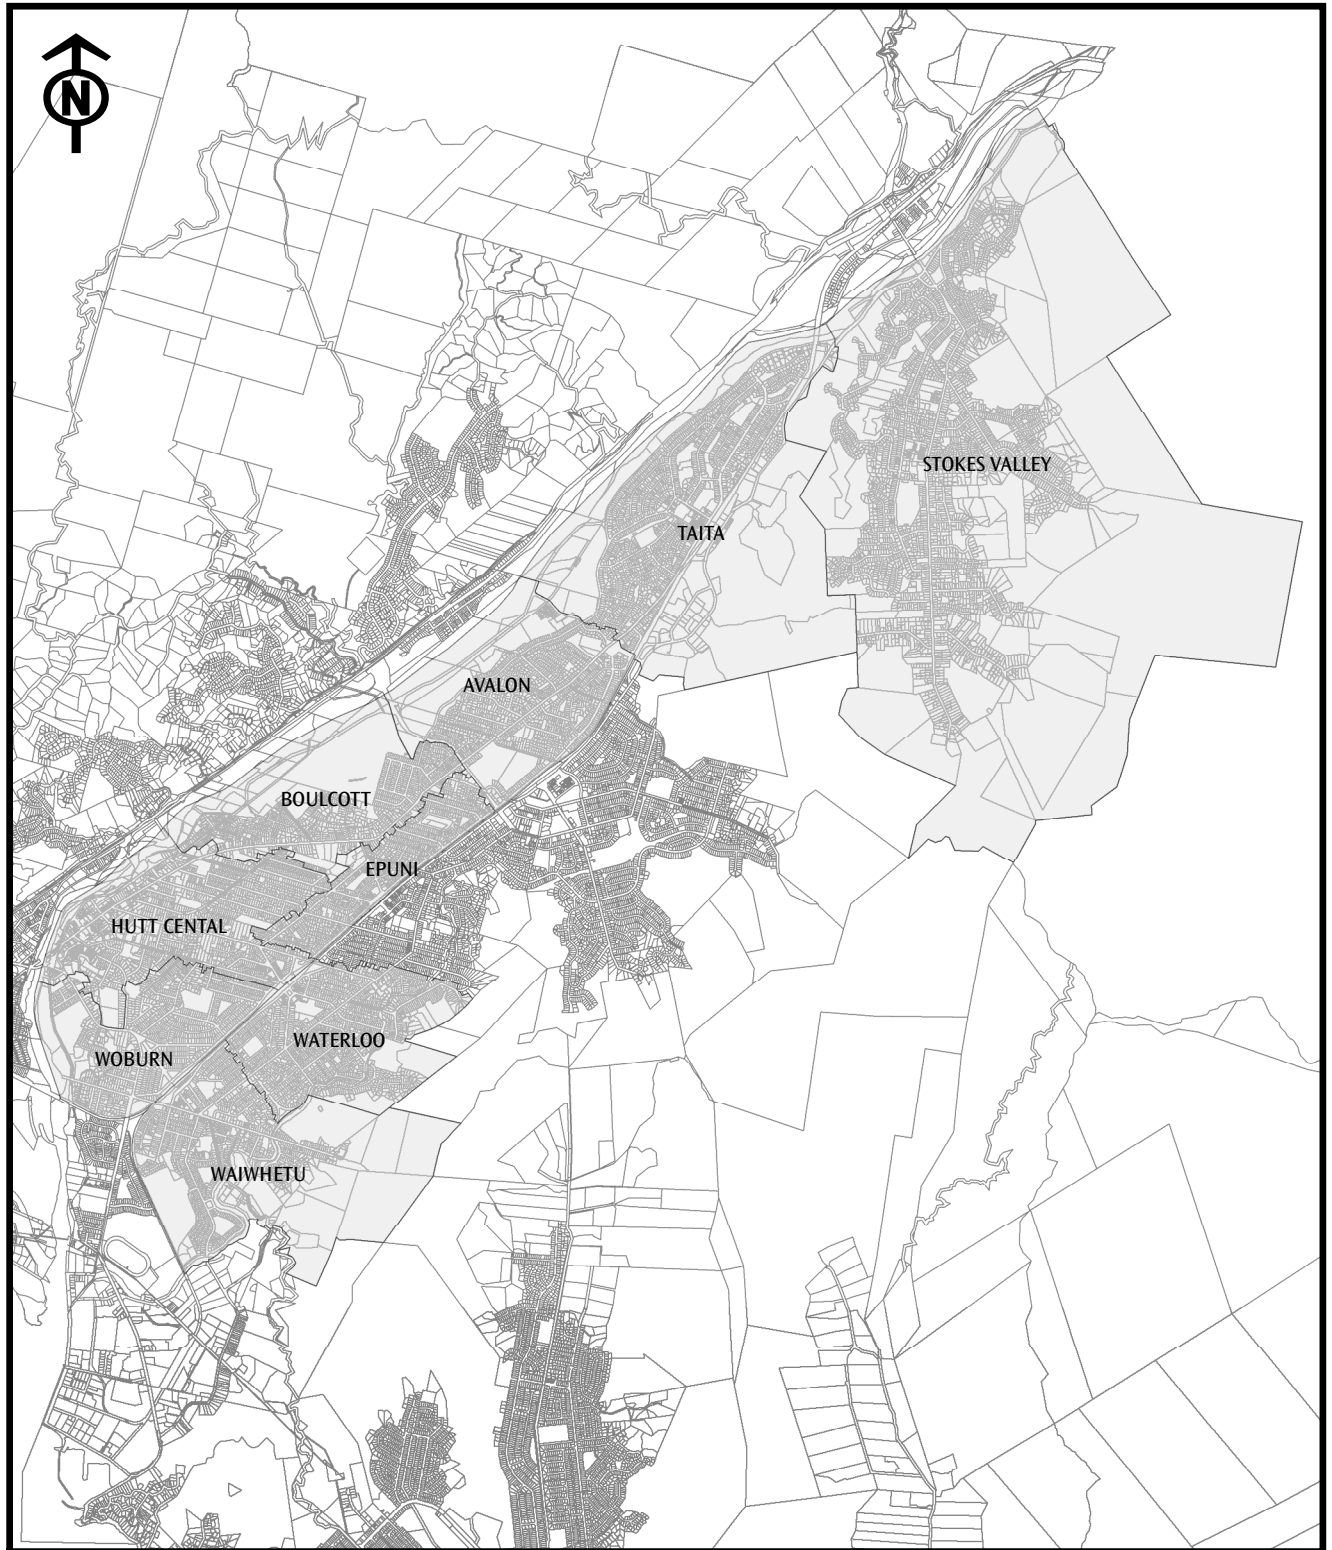 N
STOKES VALLEY
TAITA
AVALON
BOULCOTT
EPUNI
HUTT CENTAL
WATERLOO
WOBURN
WAIWHETU